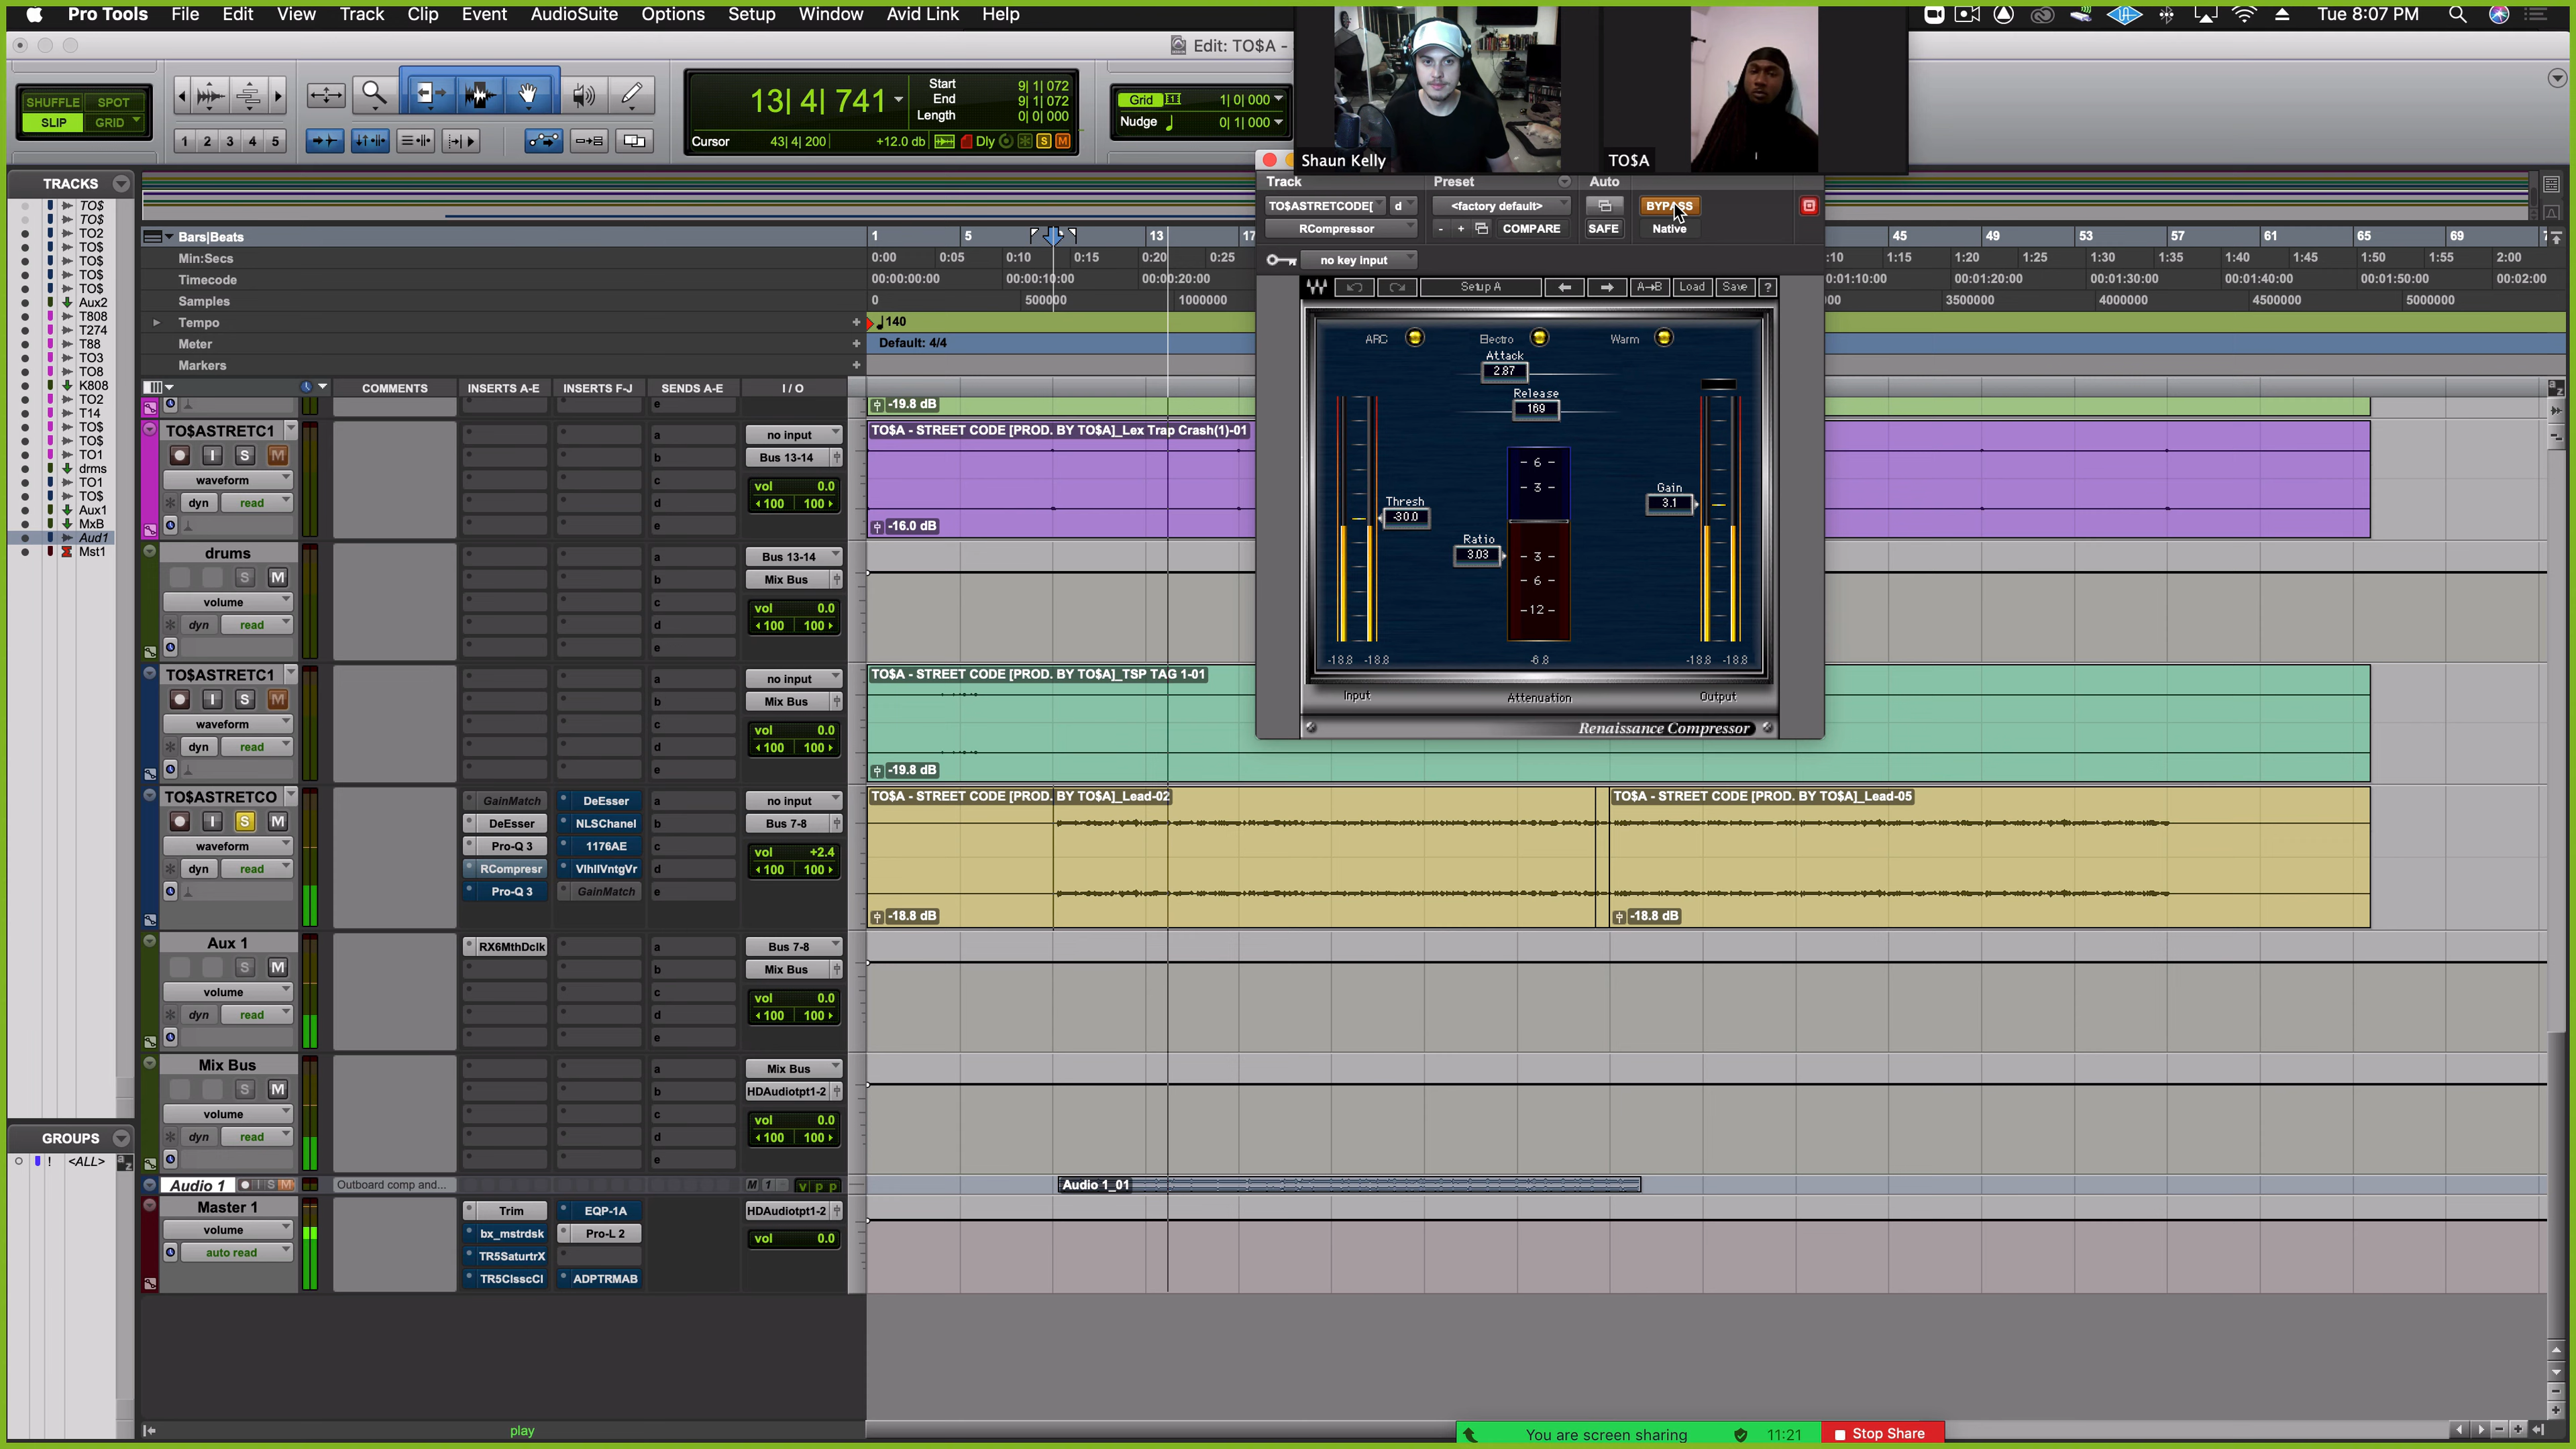 Pro Tools File Edit View Track Clip Event AudioSuite Options Setup Window Avid Link Help
Tue 8:07 PM
Edit: TO$A -
SHUFFLE SPOT
SLIP GRID
1 2 3 4 5
13| 4| 741
Start 9| 1| 072
End 9| 1| 072
Length 0| 0| 000
Cursor 43| 4| 200 +12.0 db Dly S M
Grid 1| 0| 000
Nudge 0| 1| 000
Shaun Kelly
TO$A
TRACKS
TO$
TO$
TO2
TO$
TO$
TO$
TO$
Aux2
T808
T274
T88
TO3
TO8
K808
TO2
T14
TO$
TO$
TO1
drms
TO1
TO$
Aux1
MxB
Aud1
Mst1
GROUPS
! <ALL>
Bars|Beats
Min:Secs
Timecode
Samples
Tempo
Meter
Markers
1 5 13 17 45 49 53 57 61 65 69
0:00 0:05 0:10 0:15 0:20 0:25 :10 1:15 1:20 1:25 1:30 1:35 1:40 1:45 1:50 1:55 2:00
00:00:00:00 00:00:10:00 00:00:20:00 00:01:10:00 00:01:20:00 00:01:30:00 00:01:40:00 00:01:50:00 00:02:00
0 500000 1000000 3500000 4000000 4500000 5000000
140
Default: 4/4
COMMENTS INSERTS A-E INSERTS F-J SENDS A-E I / O
-19.8 dB
TO$ASTRETC1
I S M
waveform
dyn read
a
b
c
d
e
no input
Bus 13-14
vol 0.0
100 100
TO$A - STREET CODE [PROD. BY TO$A]_Lex Trap Crash(1)-01
-16.0 dB
drums
S M
volume
dyn read
a
b
c
d
e
Bus 13-14
Mix Bus
vol 0.0
100 100
TO$ASTRETC1
I S M
waveform
dyn read
a
b
c
d
e
no input
Mix Bus
vol 0.0
100 100
TO$A - STREET CODE [PROD. BY TO$A]_TSP TAG 1-01
-19.8 dB
TO$ASTRETCO
I S M
waveform
dyn read
GainMatch DeEsser a
DeEsser NLSChanel b
Pro-Q 3 1176AE c
RCompresr VlhllVntgVr d
Pro-Q 3 GainMatch e
no input
Bus 7-8
vol +2.4
100 100
TO$A - STREET CODE [PROD. BY TO$A]_Lead-02
-18.8 dB
TO$A - STREET CODE [PROD. BY TO$A]_Lead-05
-18.8 dB
Aux 1
S M
volume
dyn read
RX6MthDclk
a
b
c
d
e
Bus 7-8
Mix Bus
vol 0.0
100 100
Mix Bus
S M
volume
dyn read
a
b
c
d
e
Mix Bus
HDAudiotpt1-2
vol 0.0
100 100
Audio 1 I S M Outboard comp and... M 1 v p p
Audio 1_01
Master 1
volume
auto read
Trim EQP-1A
bx_mstrdsk Pro-L 2
TR5SaturtrX
TR5ClsscCl ADPTRMAB
HDAudiotpt1-2
vol 0.0
play
Track Preset Auto
TO$ASTRETCODE[ d <factory default> BYPASS
RCompressor - + COMPARE SAFE Native
no key input
Setup A A→B Load Save ?
ARC Electro Warm
Attack
2.87
Release
169
Thresh
-30.0
Ratio
3.03
Gain
3.1
6
3
3
6
12
-18.8 -18.8 -6.8 -18.8 -18.8
Input Attenuation Output
Renaissance Compressor
You are screen sharing 11:21 Stop Share